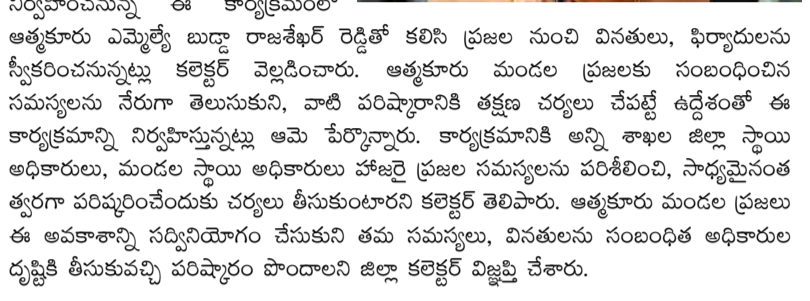 నిర్వహించనున్న ఈ కార్యక్రమంలో
ఆత్మకూరు ఎమ్మెల్యే బుడ్డా రాజశేఖర్ రెడ్డితో కలిసి ప్రజల నుంచి వినతులు, ఫిర్యాదులను
స్వీకరించనున్నట్లు కలెక్టర్ వెల్లడించారు. ఆత్మకూరు మండల ప్రజలకు సంబంధించిన
సమస్యలను నేరుగా తెలుసుకుని, వాటి పరిష్కారానికి తక్షణ చర్యలు చేపట్టే ఉద్దేశంతో ఈ
కార్యక్రమాన్ని నిర్వహిస్తున్నట్లు ఆమె పేర్కొన్నారు. కార్యక్రమానికి అన్ని శాఖల జిల్లా స్థాయి
అధికారులు, మండల స్థాయి అధికారులు హాజరై ప్రజల సమస్యలను పరిశీలించి, సాధ్యమైనంత
త్వరగా పరిష్కరించేందుకు చర్యలు తీసుకుంటారని కలెక్టర్ తెలిపారు. ఆత్మకూరు మండల ప్రజలు
ఈ అవకాశాన్ని సద్వినియోగం చేసుకుని తమ సమస్యలు, వినతులను సంబంధిత అధికారుల
దృష్టికి తీసుకువచ్చి పరిష్కారం పొందాలని జిల్లా కలెక్టర్ విజ్ఞప్తి చేశారు.